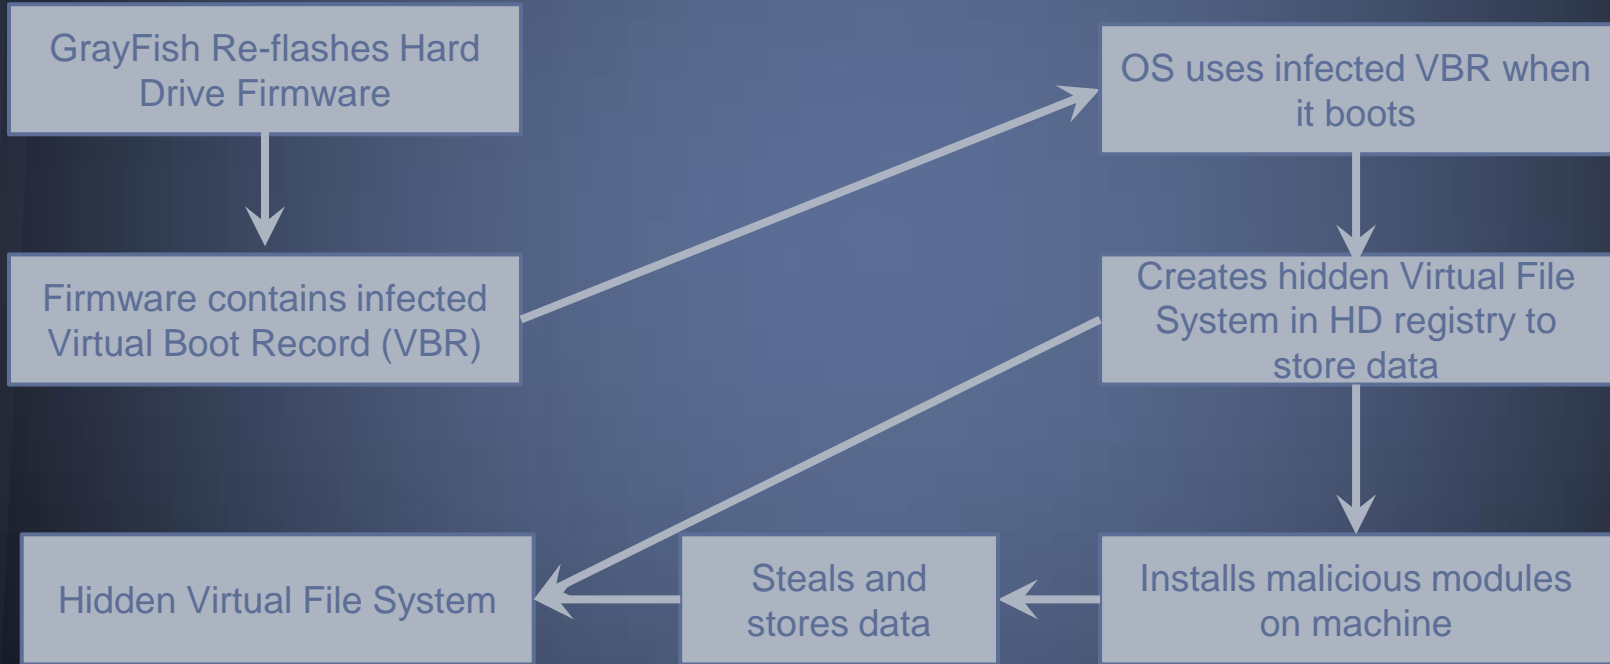 GrayFish Re-flashes Hard
Drive Firmware
Firmware contains infected
Virtual Boot Record (VBR)
OS uses infected VBR when
it boots
Creates hidden Virtual File
System in HD registry to
store data
Installs malicious modules
on machine
Steals and
stores data
Hidden Virtual File System